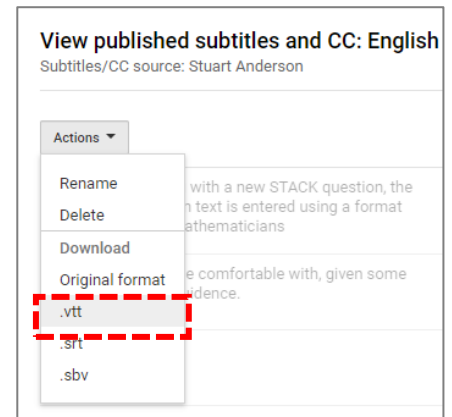 View published subtitles and CC: English
Subtitles/CC source: Stuart Anderson
Actions
Rename
with a new STACK question, the
Delete
text is entered using a format
athematicians
Download
Original format
e comfortable with, given some
idence.
.vtt
.srt
.sbv